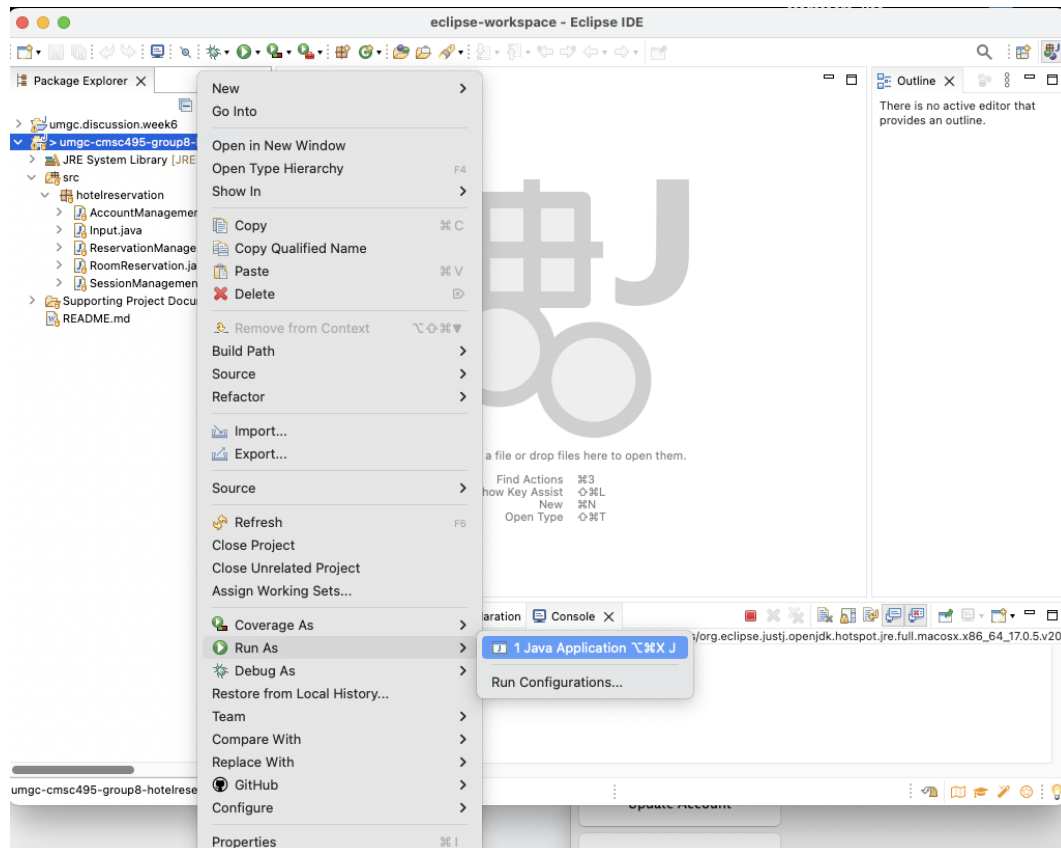 eclipse-workspace - Eclipse IDE
Package Explorer
umgc.discussion.week6
> umgc-cmsc495-group8-
JRE System Library [JRE
src
hotelreservation
AccountManagemen
Input.java
ReservationManage
RoomReservation.ja
SessionManagemen
Supporting Project Docu
README.md
New
Go Into
Open in New Window
Open Type Hierarchy F4
Show In
Copy ⌘ C
Copy Qualified Name
Paste ⌘ V
Delete ⌦
Remove from Context ⌥⇧⌘▼
Build Path
Source
Refactor
Import...
Export...
Source
Refresh F5
Close Project
Close Unrelated Project
Assign Working Sets...
Coverage As
Run As
Debug As
Restore from Local History...
Team
Compare With
Replace With
GitHub
Configure
Properties ⌘ I
1 Java Application ⌥⌘X J
Run Configurations...
a file or drop files here to open them.
Find Actions ⌘3
how Key Assist ⇧⌘L
New ⌘N
Open Type ⇧⌘T
Outline
There is no active editor that
provides an outline.
laration Console
s/org.eclipse.justj.openjdk.hotspot.jre.full.macosx.x86_64_17.0.5.v20
umgc-cmsc495-group8-hotelrese
Update Account